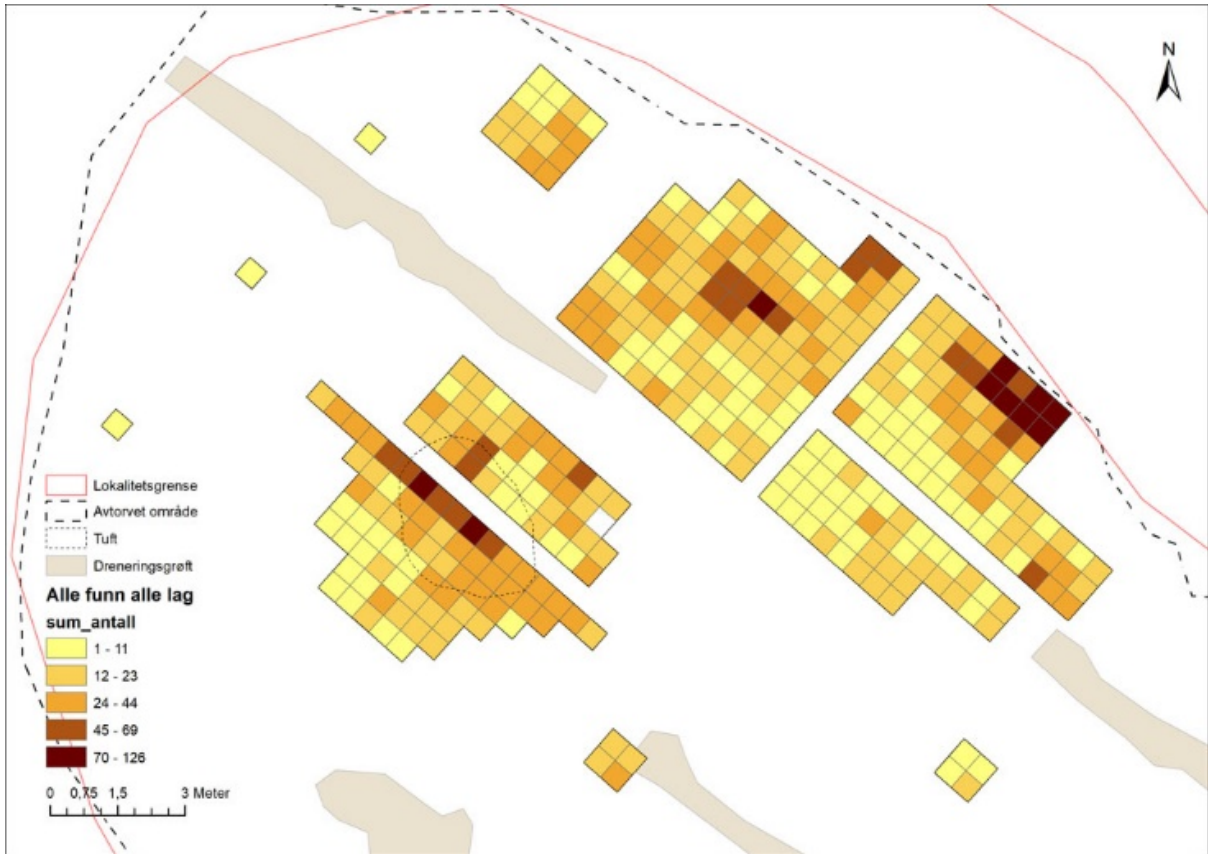 N
Lokalitetsgrense
Avtorvet område
Tuft
Dreneringsgrøft
Alle funn alle lag
sum_antall
1 - 11
12 - 23
24 - 44
45 - 69
70 - 126
0 0,75 1,5 3 Meter